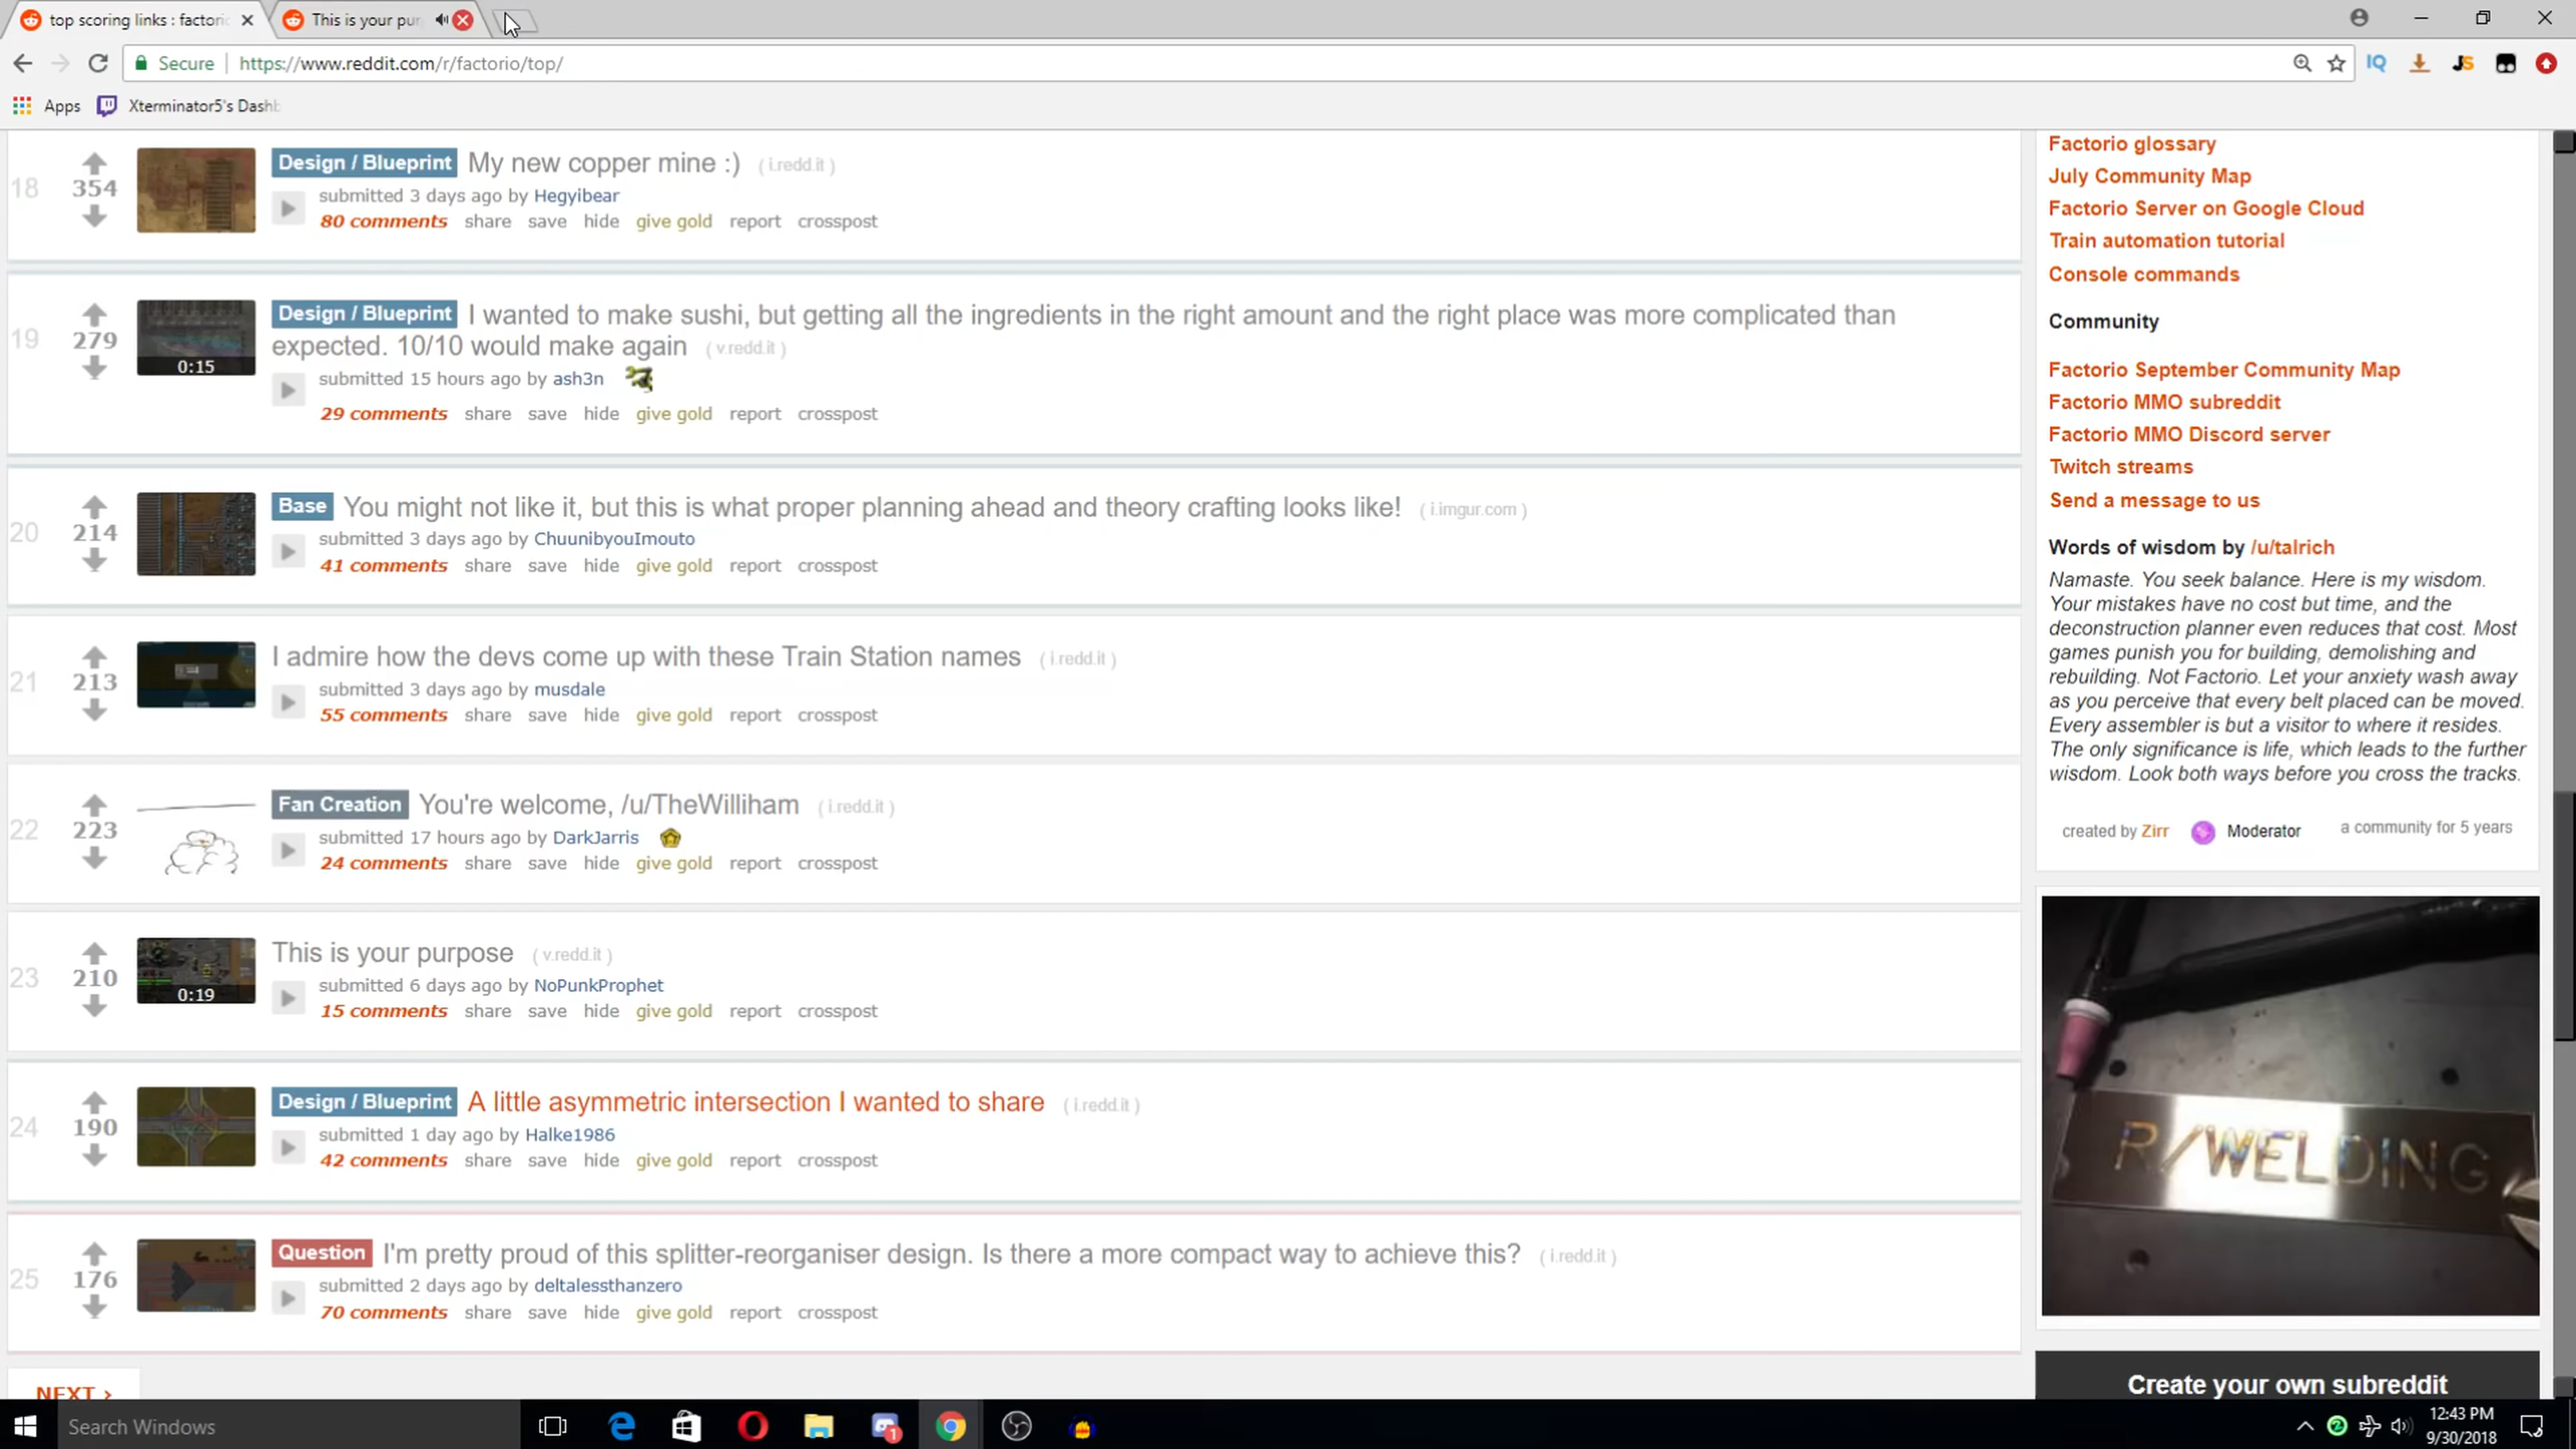 top scoring links : factori
This is your pur
Secure
https://www.reddit.com/r/factorio/top/
IQ
JS
Apps
Xterminator5's Dashb
18
354
Design / Blueprint My new copper mine :) ( i.redd.it )
submitted 3 days ago by Hegyibear
80 comments share save hide give gold report crosspost
19
279
0:15
Design / Blueprint I wanted to make sushi, but getting all the ingredients in the right amount and the right place was more complicated than
expected. 10/10 would make again ( v.redd.it )
submitted 15 hours ago by ash3n
29 comments share save hide give gold report crosspost
20
214
Base You might not like it, but this is what proper planning ahead and theory crafting looks like! ( i.imgur.com )
submitted 3 days ago by ChuunibyouImouto
41 comments share save hide give gold report crosspost
21
213
I admire how the devs come up with these Train Station names ( i.redd.it )
submitted 3 days ago by musdale
55 comments share save hide give gold report crosspost
22
223
Fan Creation You're welcome, /u/TheWilliham ( i.redd.it )
submitted 17 hours ago by DarkJarris
24 comments share save hide give gold report crosspost
23
210
0:19
This is your purpose ( v.redd.it )
submitted 6 days ago by NoPunkProphet
15 comments share save hide give gold report crosspost
24
190
Design / Blueprint A little asymmetric intersection I wanted to share ( i.redd.it )
submitted 1 day ago by Halke1986
42 comments share save hide give gold report crosspost
25
176
Question I'm pretty proud of this splitter-reorganiser design. Is there a more compact way to achieve this? ( i.redd.it )
submitted 2 days ago by deltalessthanzero
70 comments share save hide give gold report crosspost
NEXT ›
Factorio glossary
July Community Map
Factorio Server on Google Cloud
Train automation tutorial
Console commands
Community
Factorio September Community Map
Factorio MMO subreddit
Factorio MMO Discord server
Twitch streams
Send a message to us
Words of wisdom by /u/talrich
Namaste. You seek balance. Here is my wisdom.
Your mistakes have no cost but time, and the
deconstruction planner even reduces that cost. Most
games punish you for building, demolishing and
rebuilding. Not Factorio. Let your anxiety wash away
as you perceive that every belt placed can be moved.
Every assembler is but a visitor to where it resides.
The only significance is life, which leads to the further
wisdom. Look both ways before you cross the tracks.
created by Zirr Moderator a community for 5 years
R/WELDING
Create your own subreddit
Search Windows
1
12:43 PM
9/30/2018